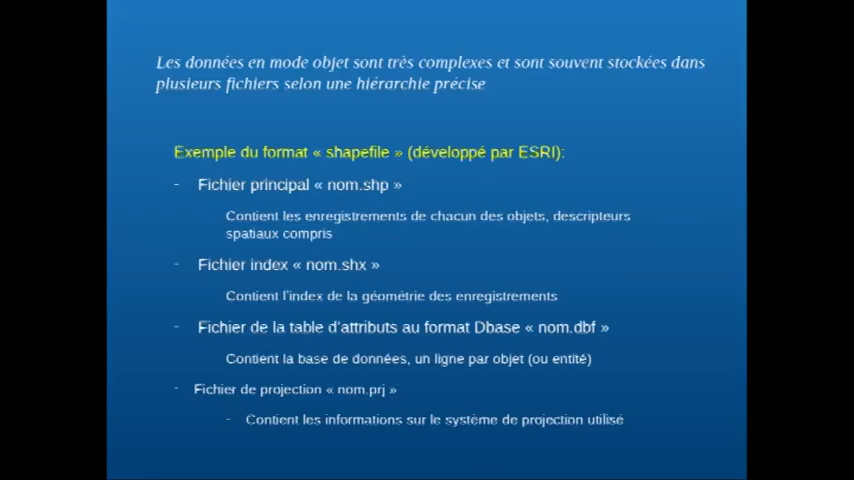 Les données en mode objet sont très complexes et sont souvent stockées dans
plusieurs fichiers selon une hiérarchie précise
Exemple du format « shapefile » (développé par ESRI):
- Fichier principal « nom.shp »
Contient les enregistrements de chacun des objets, descripteurs
spatiaux compris
- Fichier index « nom.shx »
Contient l'index de la géométrie des enregistrements
- Fichier de la table d'attributs au format Dbase « nom.dbf »
Contient la base de données, un ligne par objet (ou entité)
- Fichier de projection « nom.prj »
- Contient les informations sur le système de projection utilisé